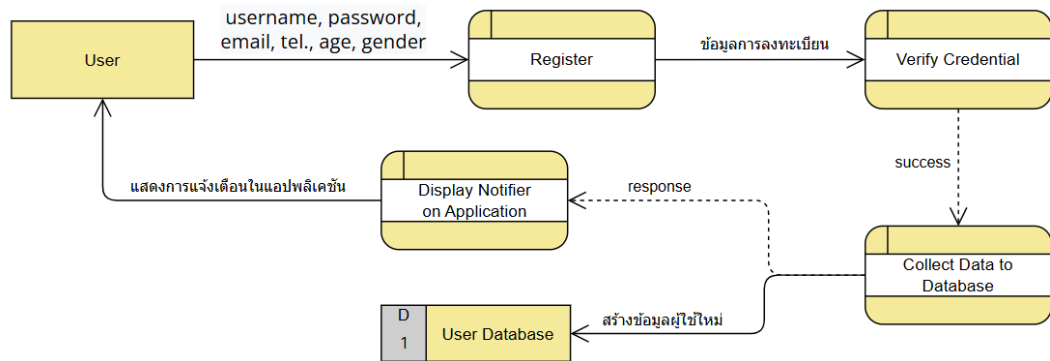 username, password,
email, tel., age, gender
User
Register
ข้อมูลการลงทะเบียน
Verify Credential
success
แสดงการแจ้งเตือนในแอปพลิเคชัน
Display Notifier
on Application
response
Collect Data to
Database
D
1
User Database
สร้างข้อมูลผู้ใช้ใหม่